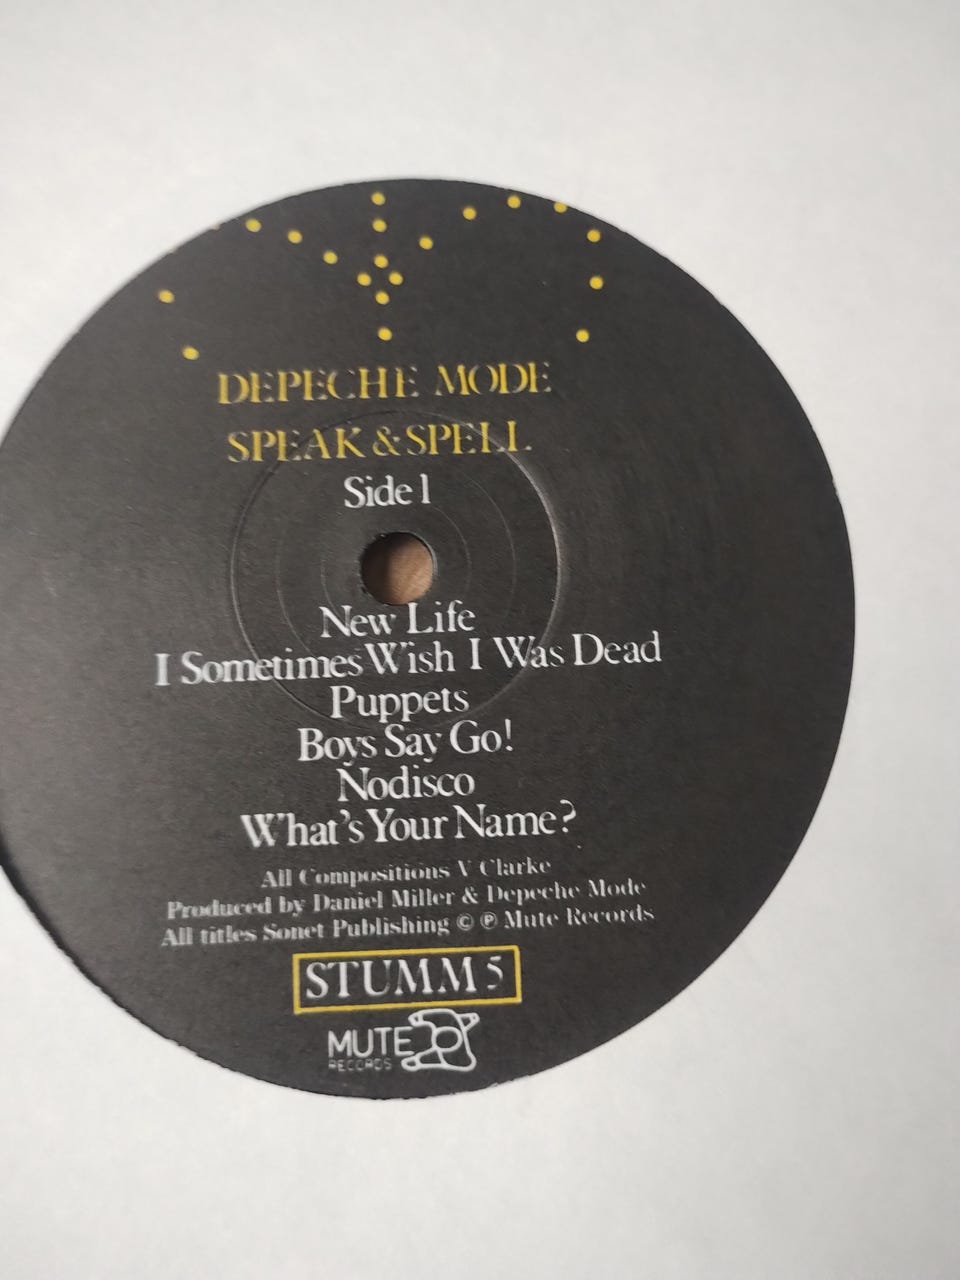 DEPECHE MODE
SPEAK & SPELL
Side 1
New Life
I Sometimes Wish I Was Dead
Puppets
Boys Say Go!
Nodisco
What's Your Name?
All Compositions V Clarke
Produced by Daniel Miller & Depeche Mode
All titles Sonet Publishing © ℗ Mute Records
STUMM 5
MUTE
RECORDS